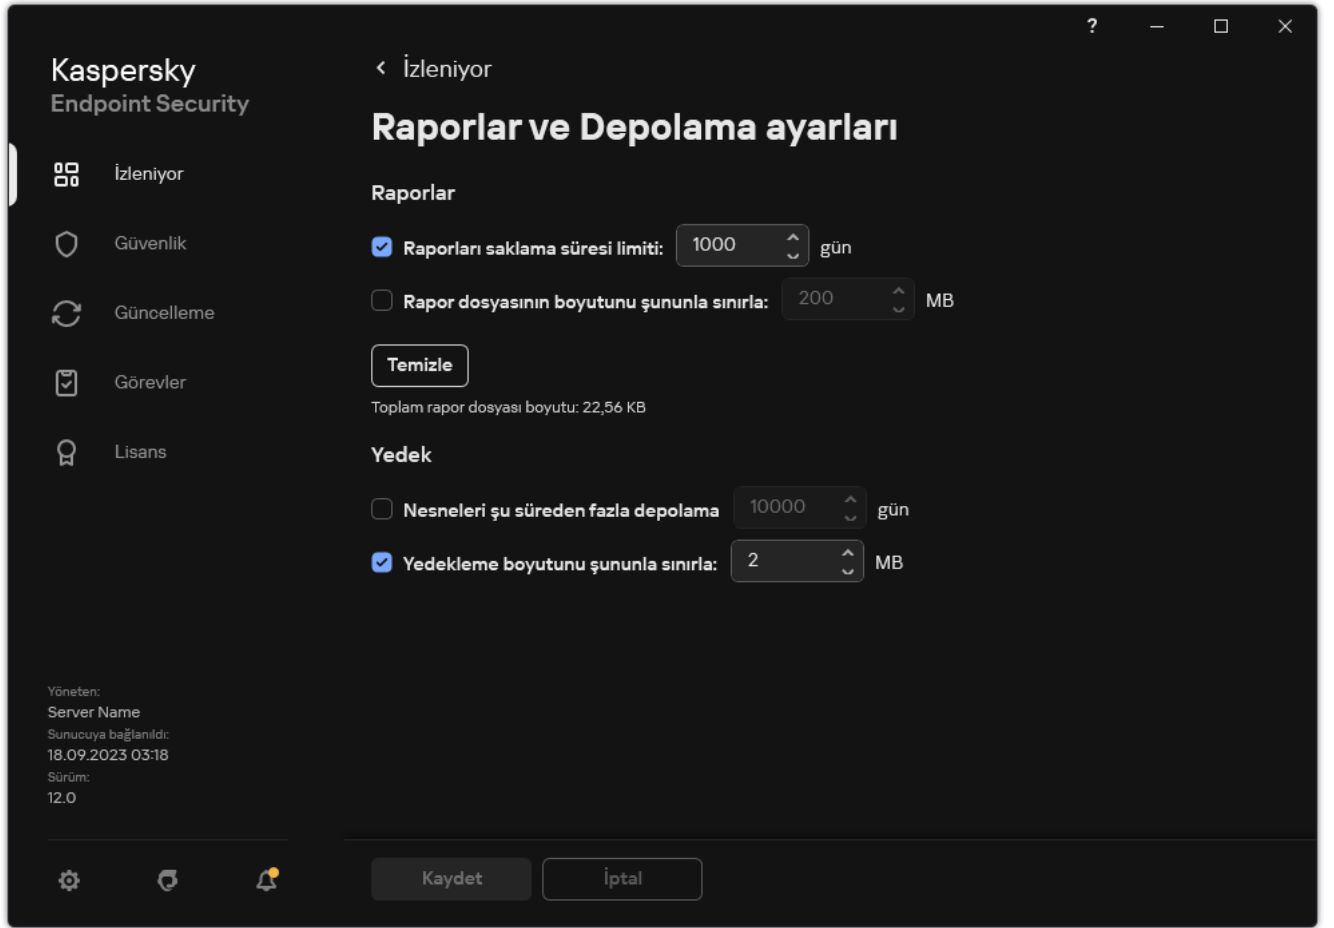 ?
Kaspersky
Endpoint Security
İzleniyor
Güvenlik
Güncelleme
Görevler
Lisans
Yöneten:
Server Name
Sunucuya bağlanıldı:
18.09.2023 03:18
Sürüm:
12.0
İzleniyor
Raporlar ve Depolama ayarları
Raporlar
Raporları saklama süresi limiti: 1000 gün
Rapor dosyasının boyutunu şununla sınırla: 200 MB
Temizle
Toplam rapor dosyası boyutu: 22,56 KB
Yedek
Nesneleri şu süreden fazla depolama 10000 gün
Yedekleme boyutunu şununla sınırla: 2 MB
Kaydet İptal